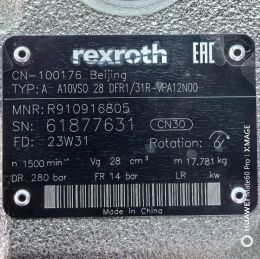 rexroth EAC
CN-100176 Beijing
TYP: A A10VSO 28 DFR1/31R-VPA12N00
MNR: R910916805
SN: 61877631 CN30
FD: 23W31 Rotation:
n 1500 min⁻¹ Vg 28 cm³ m 17.781 kg
DR 280 bar FR 14 bar LR kw
Made in China
HUAWEI Mate60 Pro / XMAGE